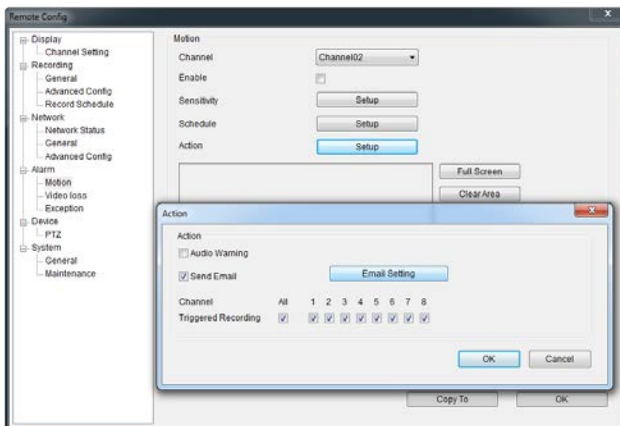 Remote Config
Display
Channel Setting
Recording
General
Advanced Config
Record Schedule
Network
Network Status
General
Advanced Config
Alarm
Motion
Video loss
Exception
Device
PTZ
System
General
Maintenance
Motion
Channel Channel02
Enable
Sensitivity Setup
Schedule Setup
Action Setup
Full Screen
Clear Area
Action
Action
Audio Warning
Send Email Email Setting
Channel All 1 2 3 4 5 6 7 8
Triggered Recording
OK Cancel
Copy To OK